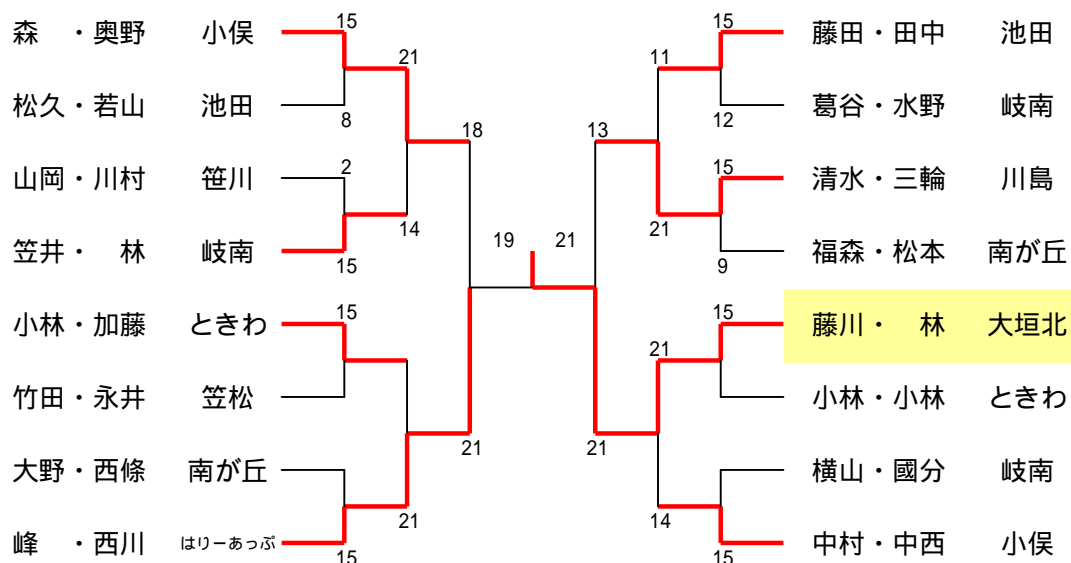 15 15
森 ・奥野 小俣 21 11 藤田・田中 池田
松久・若山 池田 葛谷・水野 岐南
8 18 13 12
2 15
山岡・川村 笹川 清水・三輪 川島
14 21
笠井・ 林 岐南 19 21 福森・松本 南が丘
15 9
15 15
小林・加藤 ときわ 藤川・ 林 大垣北
21
竹田・永井 笠松 小林・小林 ときわ
21 21
大野・西條 南が丘 横山・國分 岐南
21 14
峰 ・西川 はりーあっぷ 中村・中西 小俣
15 15